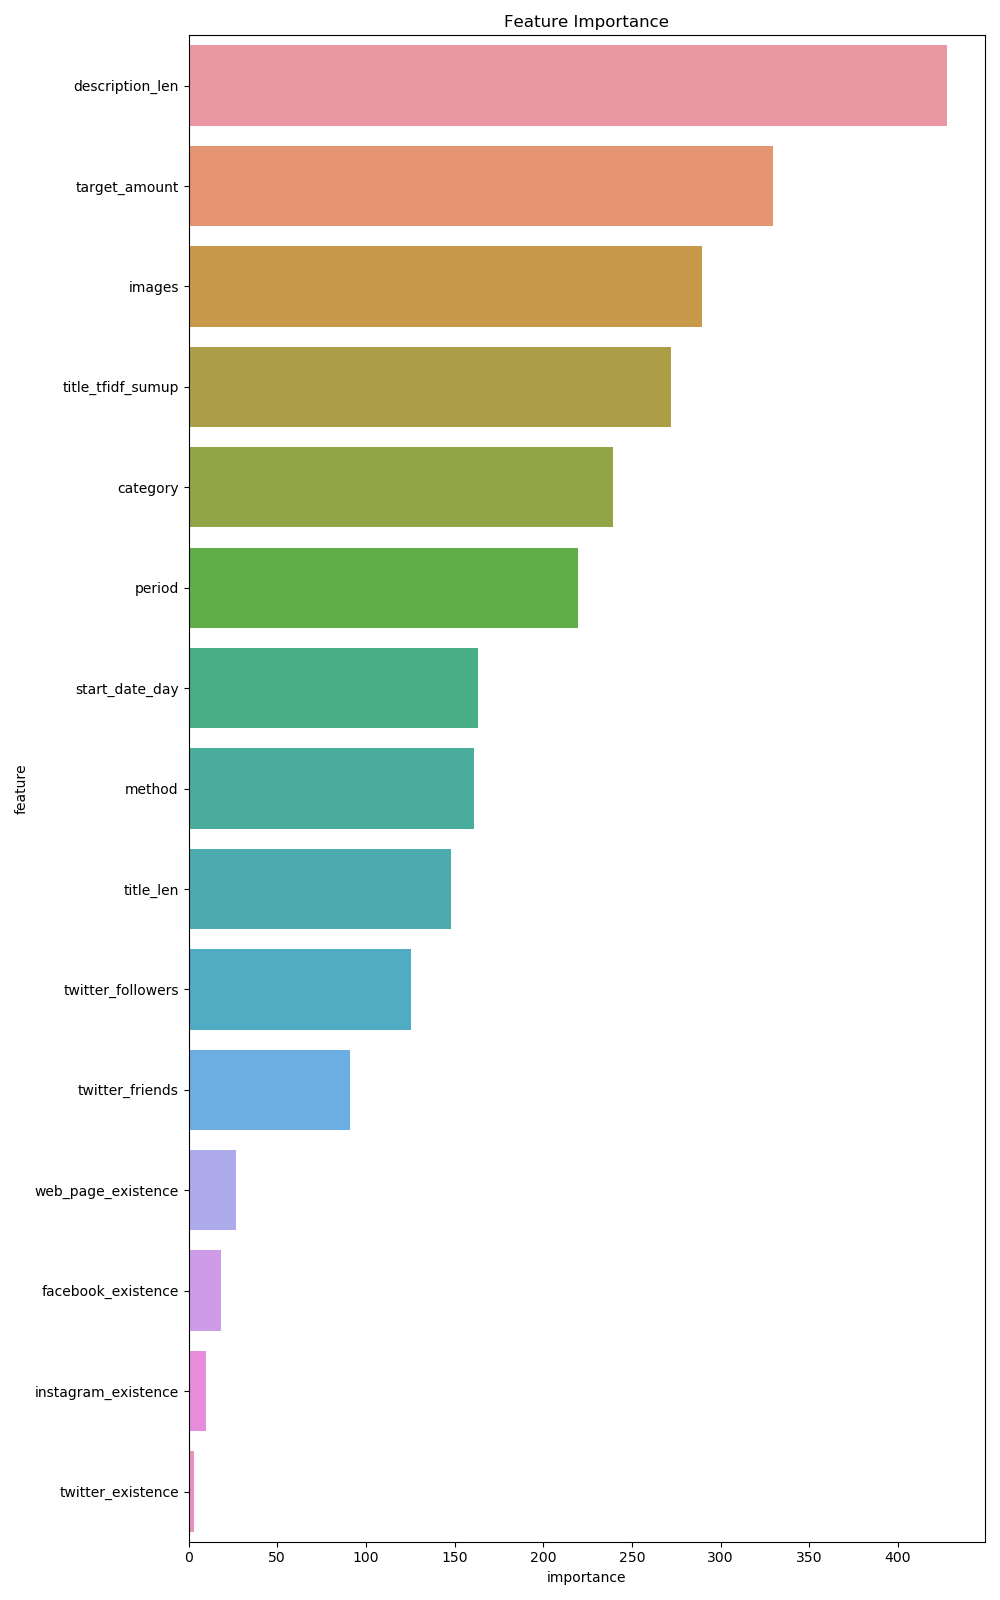 Feature Importance
description_len
target_amount
images
title_tfidf_sumup
category
period
start_date_day
method
title_len
twitter_followers
twitter_friends
web_page_existence
facebook_existence
instagram_existence
twitter_existence
feature
0 50 100 150 200 250 300 350 400
importance